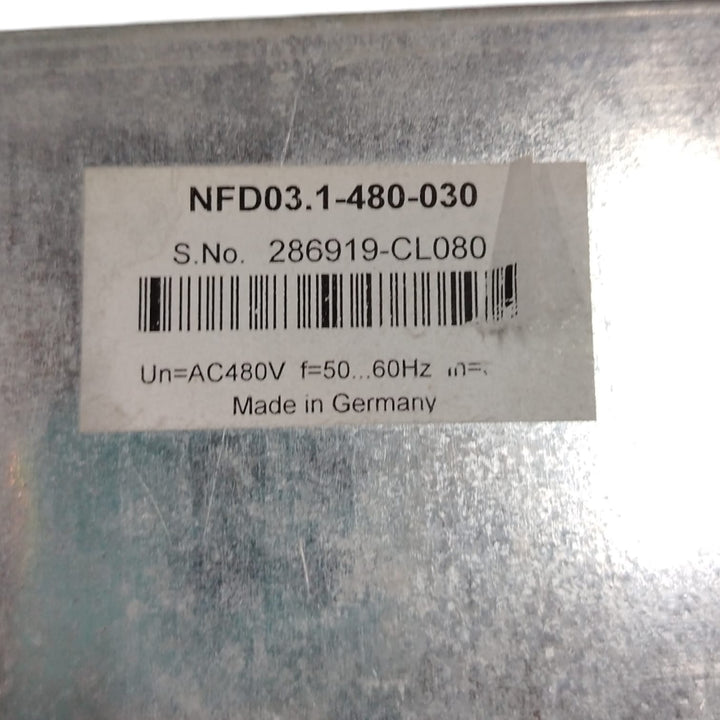 NFD03.1-480-030
S.No. 286919-CL080
Un=AC480V f=50...60Hz
Made in Germany